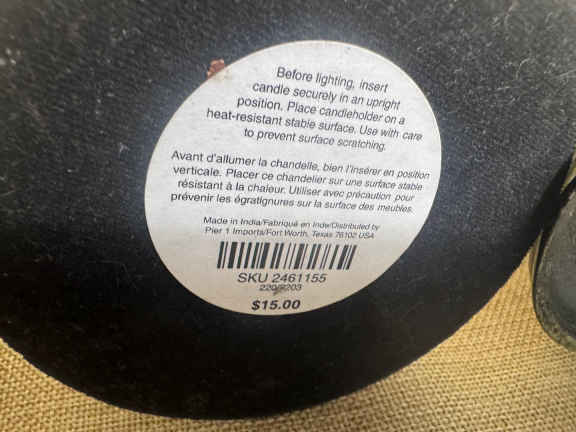 Before lighting, insert
candle securely in an upright
position. Place candleholder on a
heat-resistant stable surface. Use with care
to prevent surface scratching.
Avant d'allumer la chandelle, bien l'insérer en position
verticale. Placer ce chandelier sur une surface stable
résistant à la chaleur. Utiliser avec précaution pour
prévenir les égratignures sur la surface des meubles.
Made in India/Fabriqué en Inde/Distributed by
Pier 1 Imports/Fort Worth, Texas 76102 USA
SKU 2461155
220/9203
$15.00